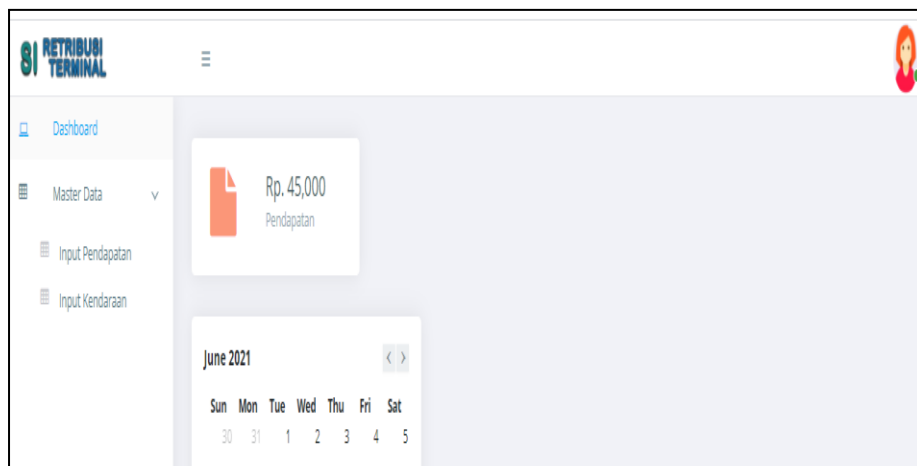 SI RETRIBUSI
TERMINAL
Dashboard
Master Data
Input Pendapatan
Input Kendaraan
Rp. 45,000
Pendapatan
June 2021
Sun Mon Tue Wed Thu Fri Sat
30 31 1 2 3 4 5